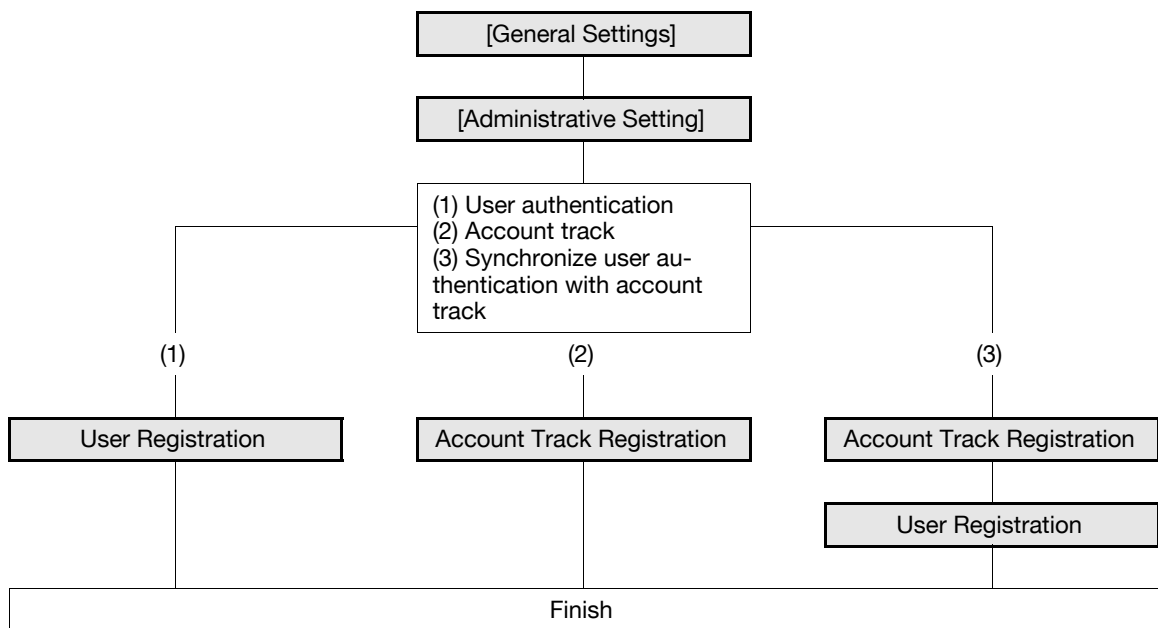 [General Settings]
[Administrative Setting]
(1) User authentication
(2) Account track
(3) Synchronize user au-
thentication with account
track
(1)
(2)
(3)
User Registration
Account Track Registration
Account Track Registration
User Registration
Finish